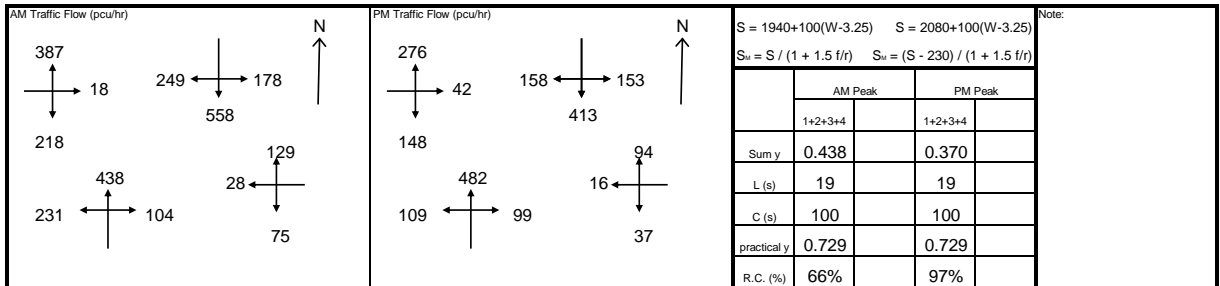 AM Traffic Flow (pcu/hr)
N
387
18
218
249
178
558
438
231
104
129
28
75
PM Traffic Flow (pcu/hr)
N
276
42
148
158
153
413
482
109
99
94
16
37
S = 1940+100(W-3.25) S = 2080+100(W-3.25)
SM = S / (1 + 1.5 f/r) SM = (S - 230) / (1 + 1.5 f/r)
AM Peak PM Peak
1+2+3+4 1+2+3+4
Sum y 0.438 0.370
L (s) 19 19
C (s) 100 100
practical y 0.729 0.729
R.C. (%) 66% 97%
Note: